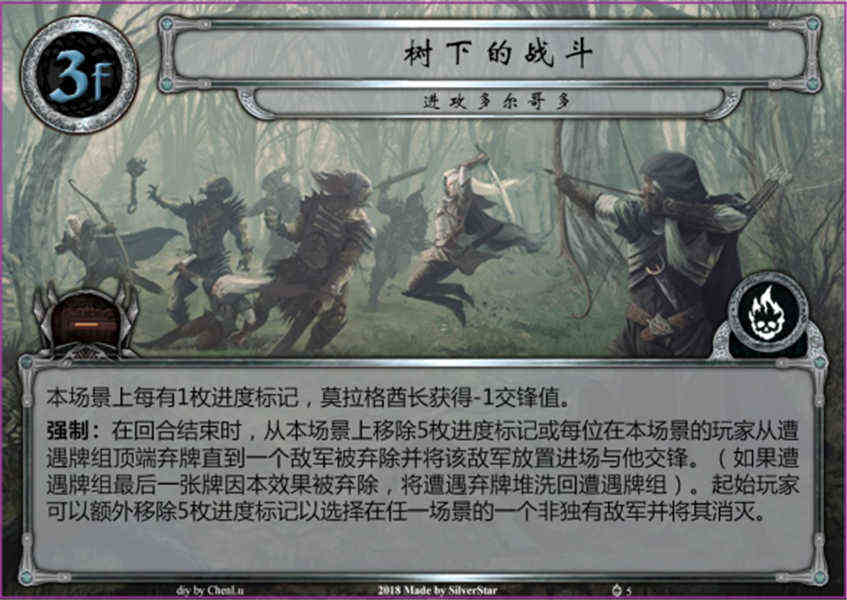 3f
树下的战斗
进攻多尔哥多
-
本场景上每有1枚进度标记，莫拉格酋长获得-1交锋值。
强制：在回合结束时，从本场景上移除5枚进度标记或每位在本场景的玩家从遭
遇牌组顶端弃牌直到一个敌军被弃除并将该敌军放置进场与他交锋。（如果遭
遇牌组最后一张牌因本效果被弃除，将遭遇弃牌堆洗回遭遇牌组）。起始玩家
可以额外移除5枚进度标记以选择在任一场景的一个非独有敌军并将其消灭。
diy by ChenLu 2018 Made by SilverStar 5